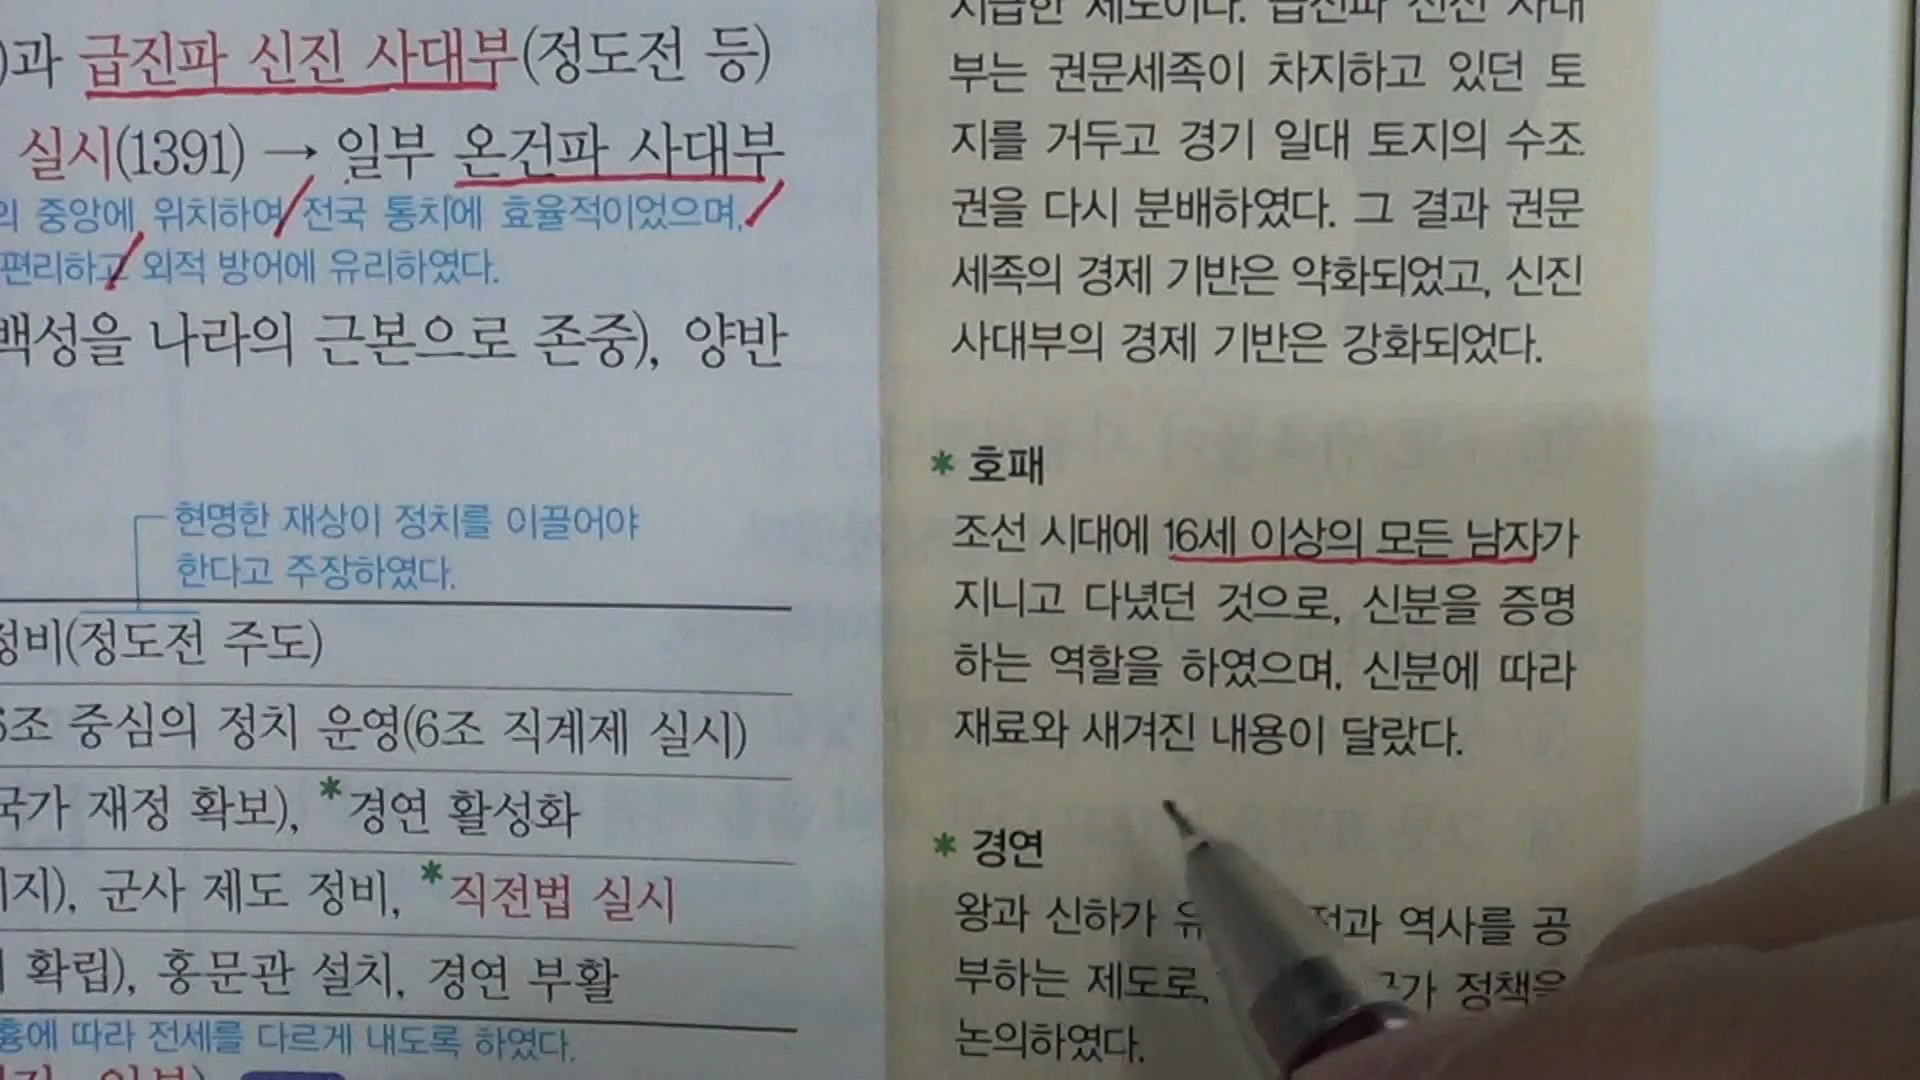 )과 급진파 신진 사대부(정도전 등)
실시(1391) → 일부 온건파 사대부
의 중앙에 위치하여 전국 통치에 효율적이었으며,
편리하고 외적 방어에 유리하였다.
백성을 나라의 근본으로 존중), 양반
현명한 재상이 정치를 이끌어야
한다고 주장하였다.
정비(정도전 주도)
6조 중심의 정치 운영(6조 직계제 실시)
국가 재정 확보), *경연 활성화
군사 제도 정비, *직전법 실시
확립), 홍문관 설치, 경연 부활
따라 전세를 다르게 내도록 하였다.
지급한 제도이다. 급진파 신진 사대
부는 권문세족이 차지하고 있던 토
지를 거두고 경기 일대 토지의 수조
권을 다시 분배하였다. 그 결과 권문
세족의 경제 기반은 약화되었고, 신진
사대부의 경제 기반은 강화되었다.
* 호패
조선 시대에 16세 이상의 모든 남자가
지니고 다녔던 것으로, 신분을 증명
하는 역할을 하였으며, 신분에 따라
재료와 새겨진 내용이 달랐다.
* 경연
왕과 신하가 역사를 공
부하는 제도로, 정책을
논의하였다.